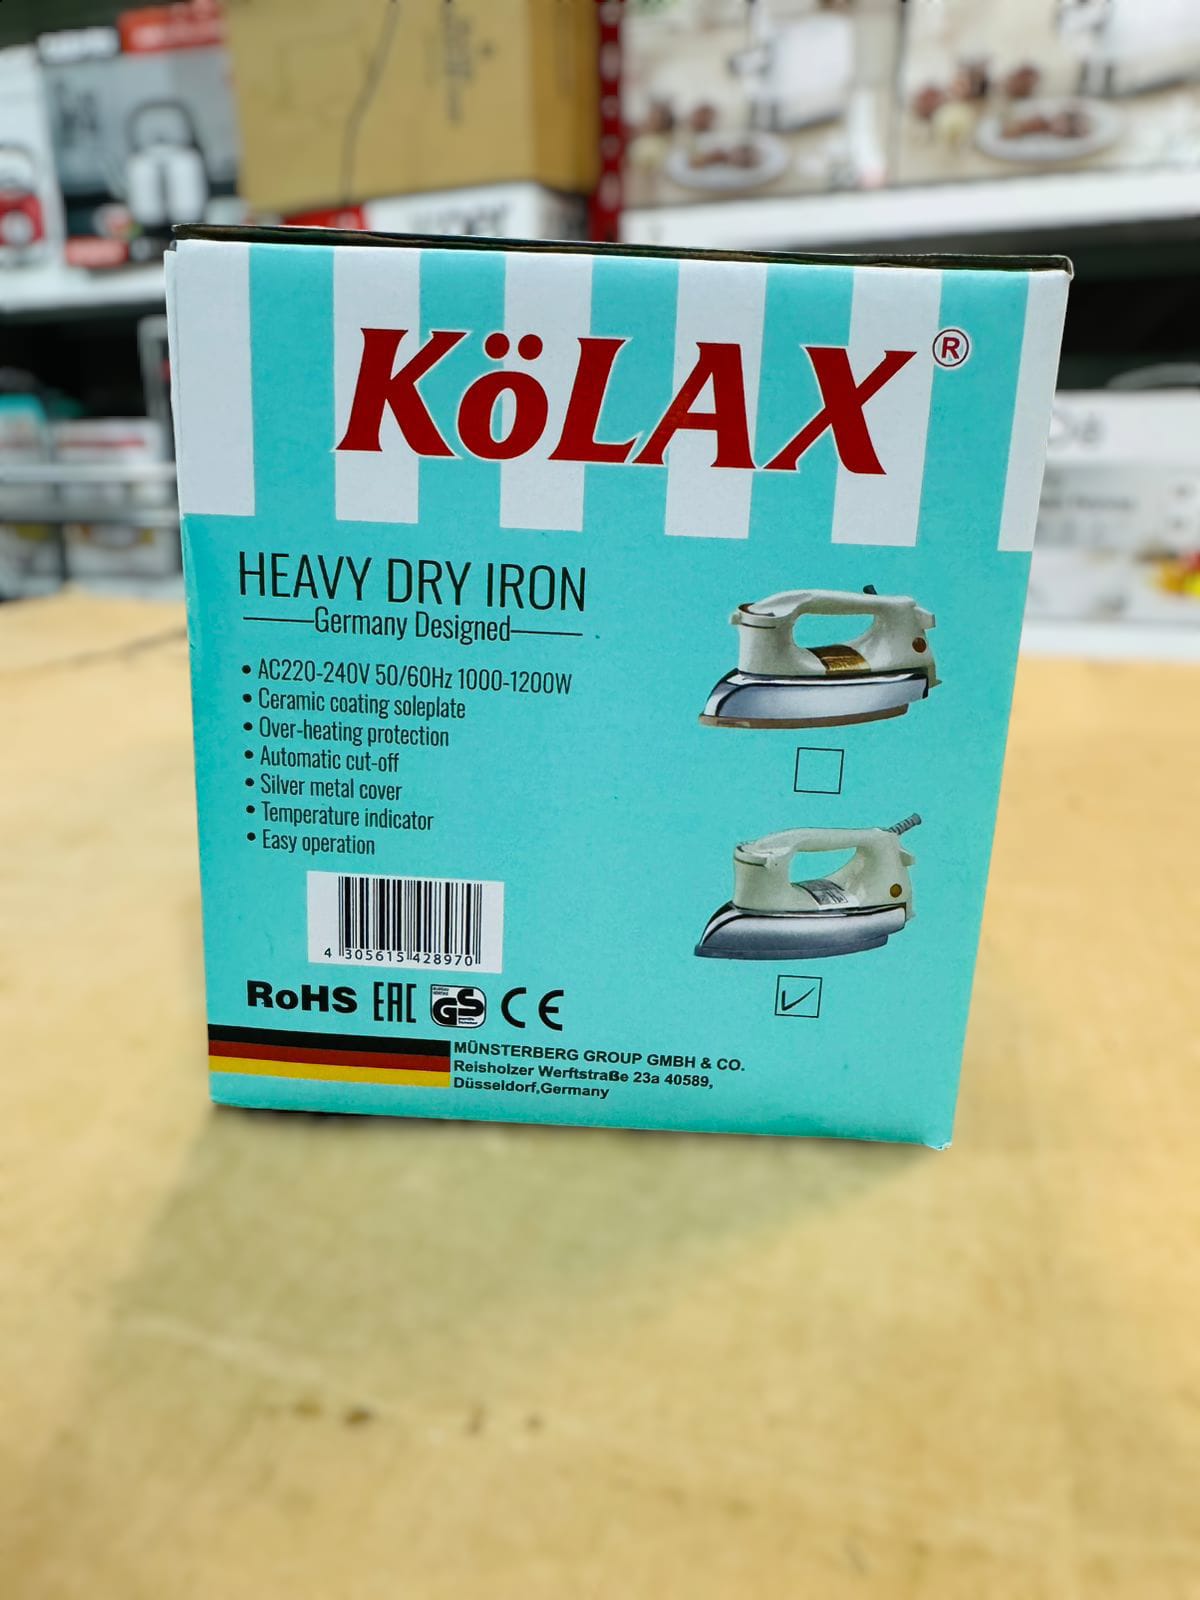 KöLAX®
HEAVY DRY IRON
Germany Designed
• AC220-240V 50/60Hz 1000-1200W
• Ceramic coating soleplate
• Over-heating protection
• Automatic cut-off
• Silver metal cover
• Temperature indicator
• Easy operation
4 305615 428970
RoHS EAC GS CE
MÜNSTERBERG GROUP GMBH & CO.
Reisholzer Werftstraße 23a 40589,
Düsseldorf,Germany